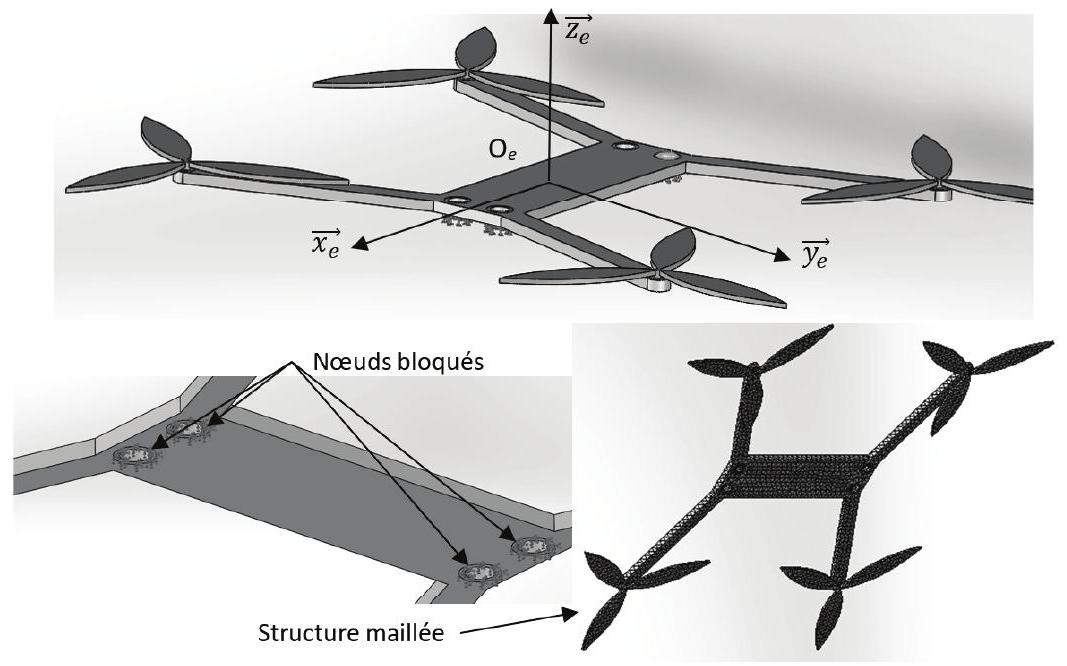 z⃗ₑ
Oₑ
x⃗ₑ
y⃗ₑ
Nœuds bloqués
Structure maillée